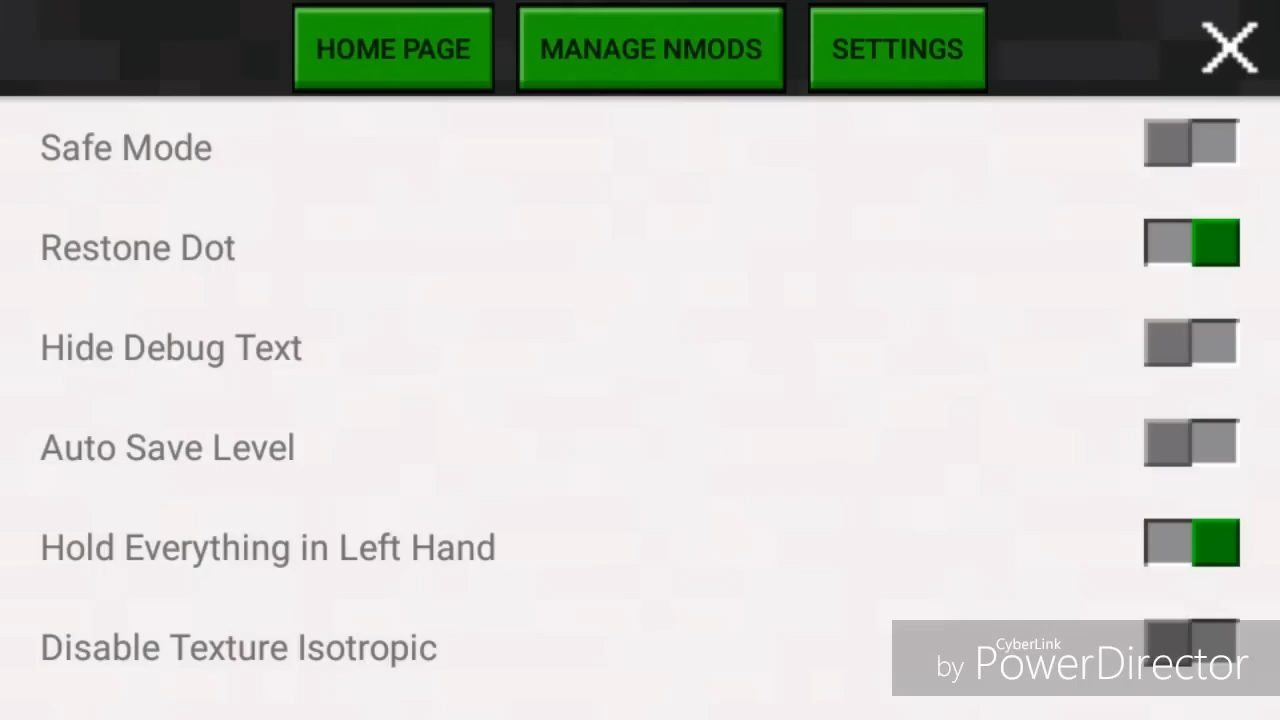 HOME PAGE MANAGE NMODS SETTINGS
Safe Mode
Restone Dot
Hide Debug Text
Auto Save Level
Hold Everything in Left Hand
Disable Texture Isotropic
CyberLink
by PowerDirector